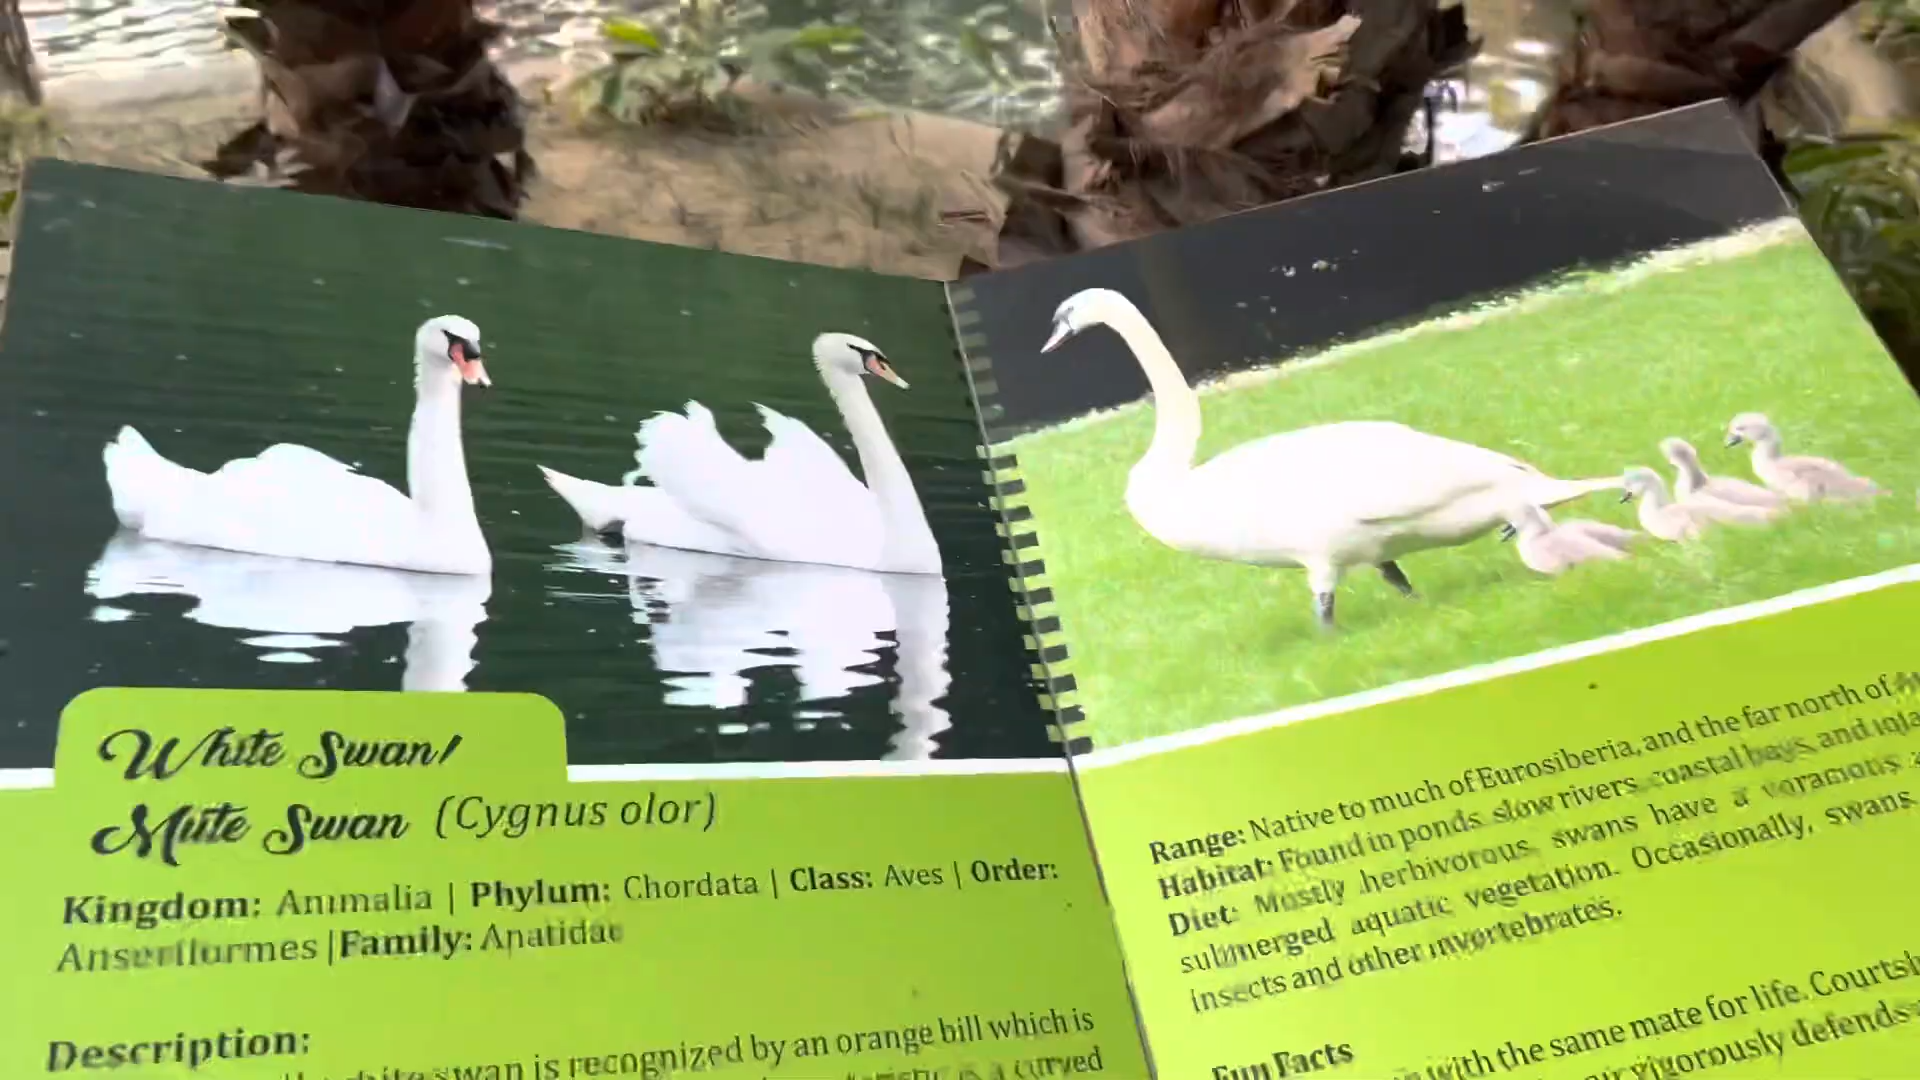 White Swan/
Mute Swan (Cygnus olor)
Kingdom: Animalia | Phylum: Chordata | Class: Aves | Order:
Anseriformes |Family: Anatidae
Description:
white swan is recognized by an orange bill which is
is a curved
Range: Native to much of Eurosiberia, and the far north of
Habitat: Found in ponds, slow rivers, coastal bays, and
Diet: Mostly herbivorous, swans have a
submerged aquatic vegetation. Occasionally, swans
insects and other invertebrates.
Fun Facts
with the same mate for life.
vigorously defends